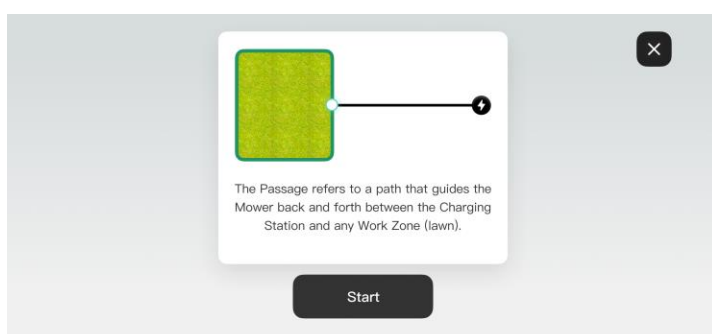 The Passage refers to a path that guides the
Mower back and forth between the Charging
Station and any Work Zone (lawn).
Start